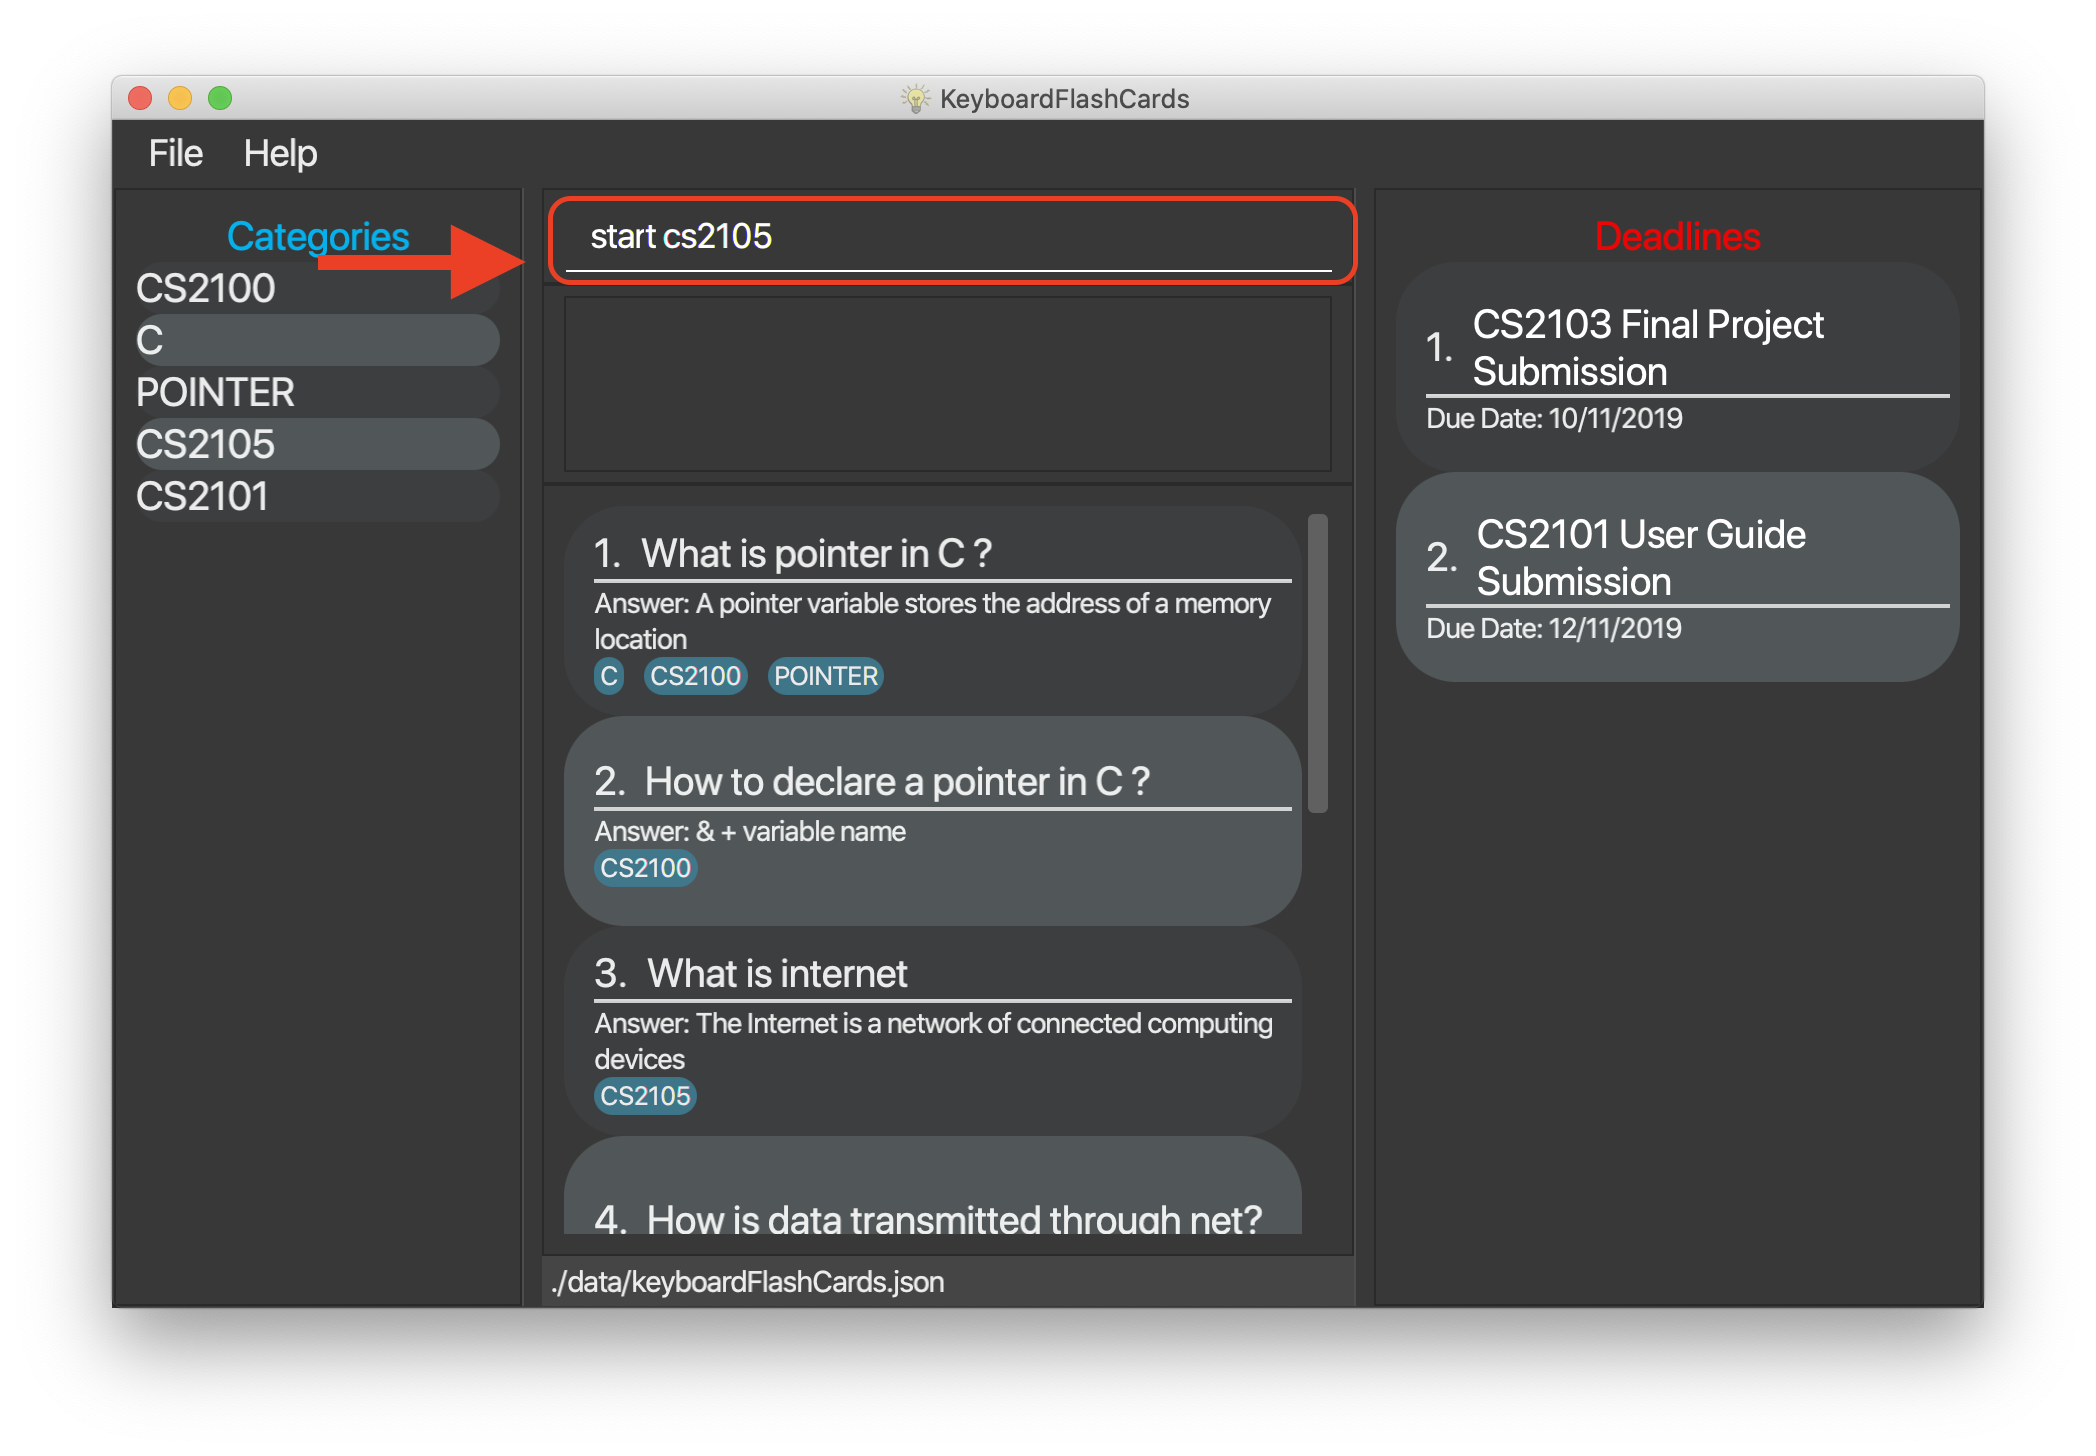 KeyboardFlashCards
File Help
Categories
CS2100
C
POINTER
CS2105
CS2101
start cs2105
1. What is pointer in C ?
Answer: A pointer variable stores the address of a memory
location
C CS2100 POINTER
2. How to declare a pointer in C ?
Answer: & + variable name
CS2100
3. What is internet
Answer: The Internet is a network of connected computing
devices
CS2105
4. How is data transmitted through net?
./data/keyboardFlashCards.json
Deadlines
1. CS2103 Final Project
Submission
Due Date: 10/11/2019
2. CS2101 User Guide
Submission
Due Date: 12/11/2019